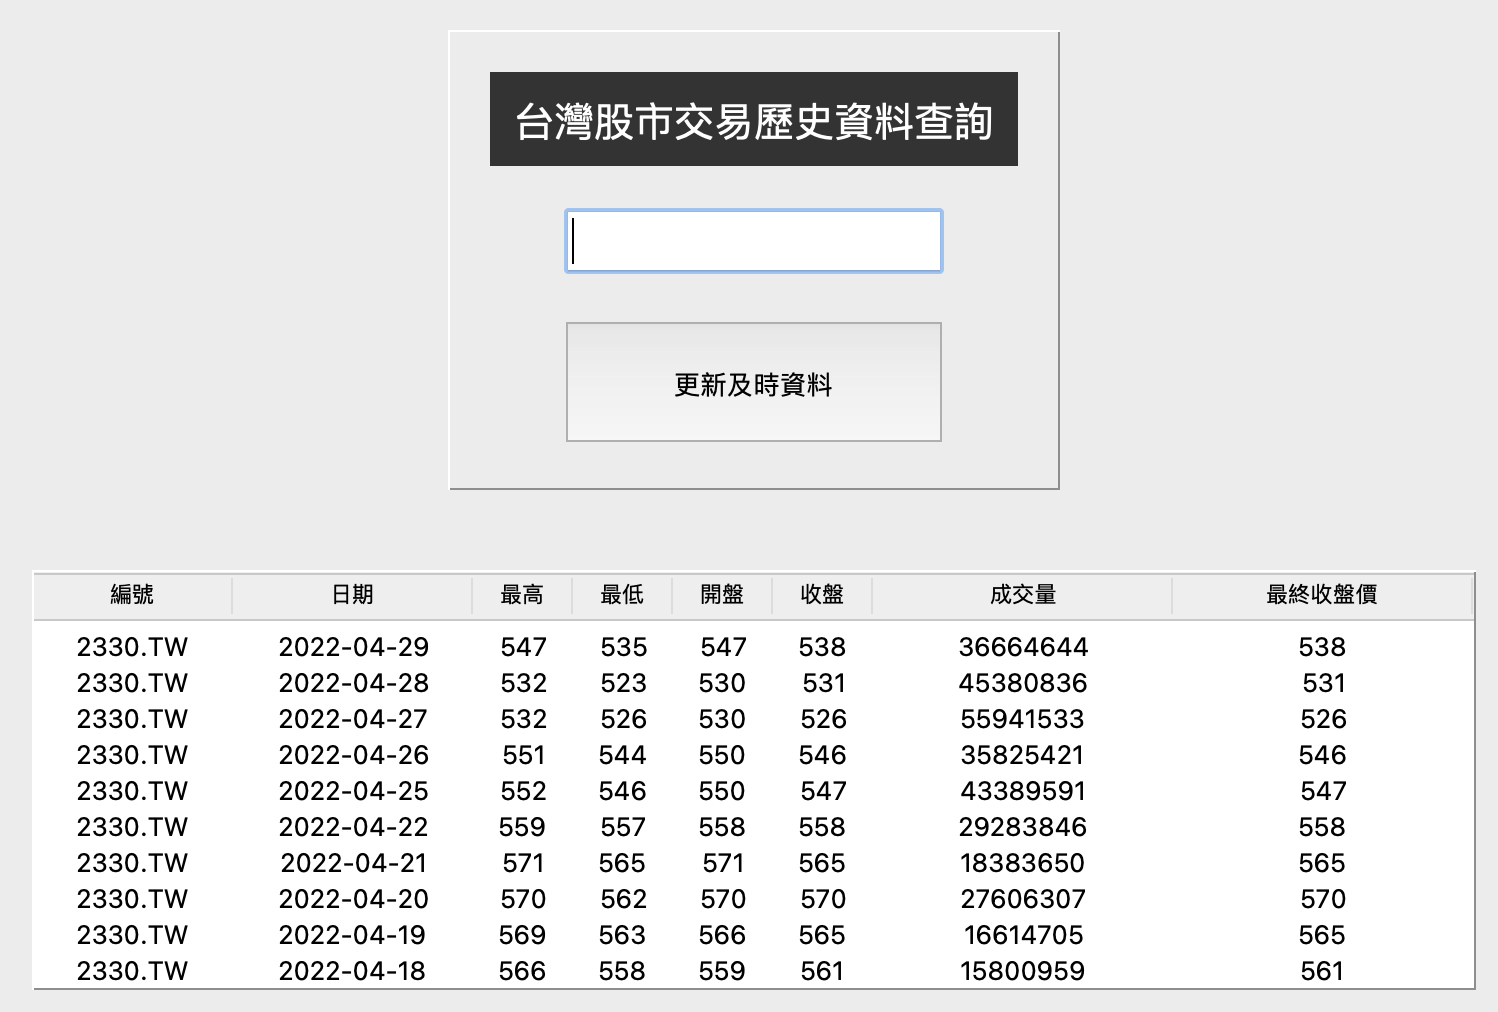 台灣股市交易歷史資料查詢
更新及時資料
編號 日期 最高 最低 開盤 收盤 成交量 最終收盤價
2330.TW 2022-04-29 547 535 547 538 36664644 538
2330.TW 2022-04-28 532 523 530 531 45380836 531
2330.TW 2022-04-27 532 526 530 526 55941533 526
2330.TW 2022-04-26 551 544 550 546 35825421 546
2330.TW 2022-04-25 552 546 550 547 43389591 547
2330.TW 2022-04-22 559 557 558 558 29283846 558
2330.TW 2022-04-21 571 565 571 565 18383650 565
2330.TW 2022-04-20 570 562 570 570 27606307 570
2330.TW 2022-04-19 569 563 566 565 16614705 565
2330.TW 2022-04-18 566 558 559 561 15800959 561